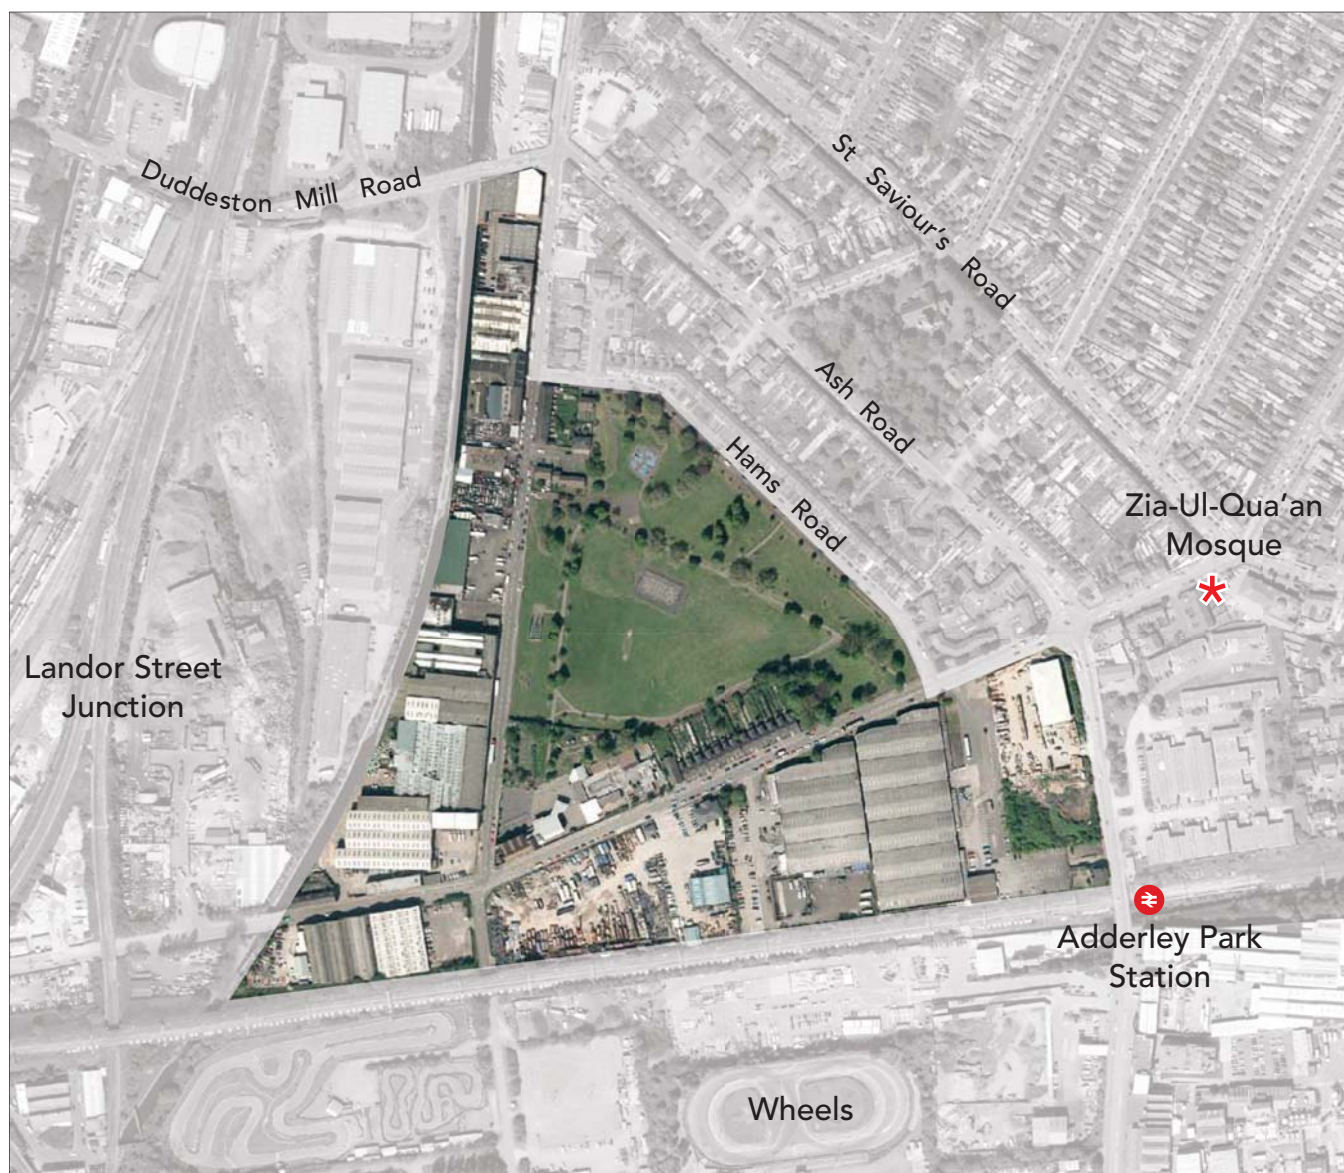 Duddeston Mill Road
St Saviour's Road
Ash Road
Hams Road
Zia-Ul-Qua'an
Mosque
Landor Street
Junction
Adderley Park
Station
Wheels